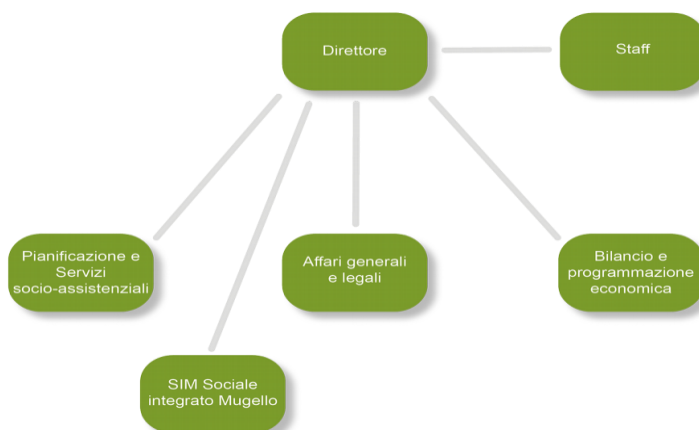 Direttore
Staff
Pianificazione e
Servizi
socio-assistenziali
Affari generali
e legali
Bilancio e
programmazione
economica
SIM Sociale
integrato Mugello